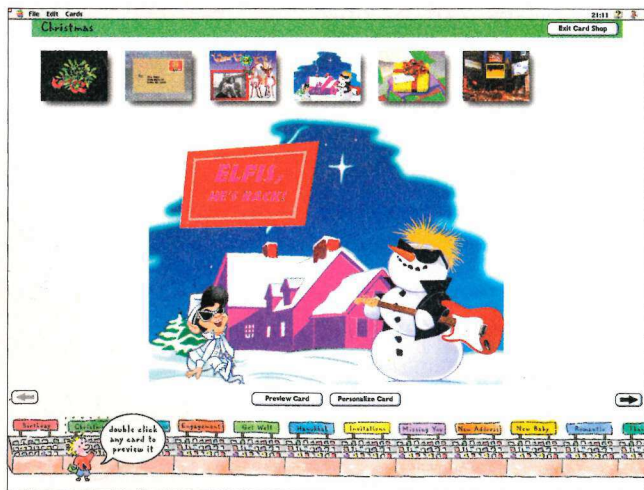 File Edit Cards
21:11
Christmas
Exit Card Shop
ELFIS,
HE'S BACK!
Preview Card
Personalize Card
Birthday
Christmas
Engagement
Get Well
Hanukkah
Invitations
Missing You
New Address
New Baby
Romantic
double click
any card to
preview it